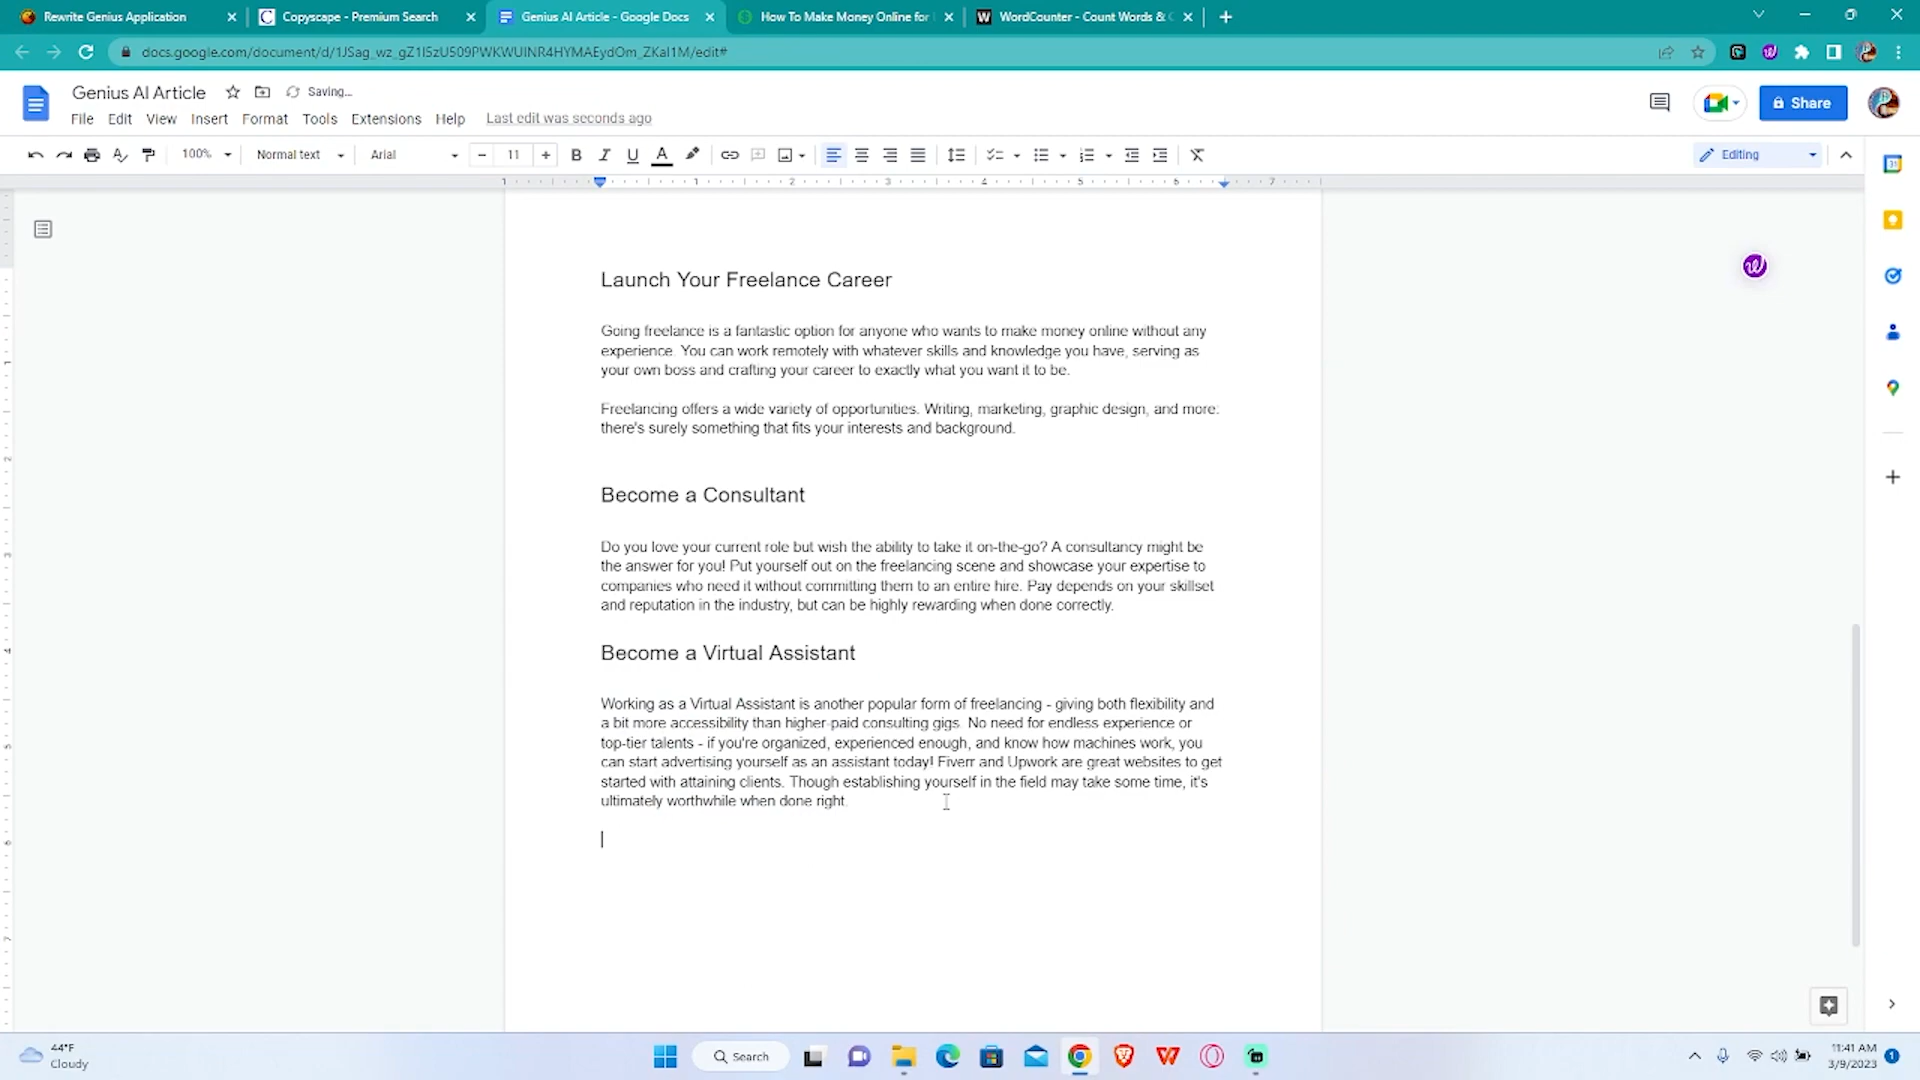 Rewrite Genius Application
Copyscape - Premium Search
Genius AI Article - Google Docs
How To Make Money Online for
WordCounter - Count Words &
docs.google.com/document/d/1JSag_wz_gZ1I5zU509PWKWUINR4HYMAEydOm_ZKaI1M/edit#
Genius AI Article
Saving...
File Edit View Insert Format Tools Extensions Help Last edit was seconds ago
Share
100% Normal text Arial 11
Editing
Launch Your Freelance Career
Going freelance is a fantastic option for anyone who wants to make money online without any
experience. You can work remotely with whatever skills and knowledge you have, serving as
your own boss and crafting your career to exactly what you want it to be.
Freelancing offers a wide variety of opportunities. Writing, marketing, graphic design, and more:
there's surely something that fits your interests and background.
Become a Consultant
Do you love your current role but wish the ability to take it on-the-go? A consultancy might be
the answer for you! Put yourself out on the freelancing scene and showcase your expertise to
companies who need it without committing them to an entire hire. Pay depends on your skillset
and reputation in the industry, but can be highly rewarding when done correctly.
Become a Virtual Assistant
Working as a Virtual Assistant is another popular form of freelancing - giving both flexibility and
a bit more accessibility than higher-paid consulting gigs. No need for endless experience or
top-tier talents - if you're organized, experienced enough, and know how machines work, you
can start advertising yourself as an assistant today! Fiverr and Upwork are great websites to get
started with attaining clients. Though establishing yourself in the field may take some time, it's
ultimately worthwhile when done right.
44°F
Cloudy
Search
11:41 AM
3/9/2023